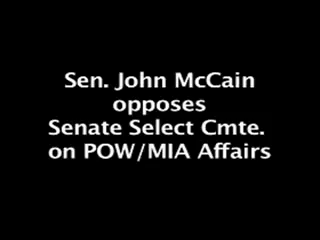 Sen. John McCain
opposes
Senate Select Cmte.
on POW/MIA Affairs